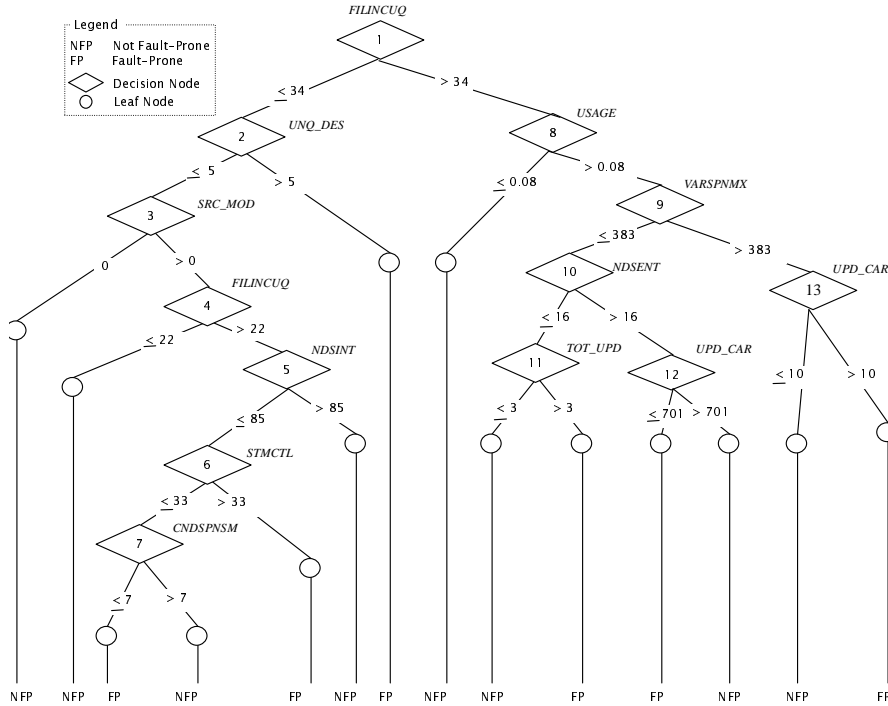 FILINCUQ
Legend
NFP Not Fault-Prone
FP Fault-Prone
Decision Node
Leaf Node
1
≤ 34
> 34
2
UNQ_DES
USAGE
8
≤ 5
> 5
≤ 0.08
> 0.08
3
SRC_MOD
VARSPNMX
9
0
> 0
≤ 383
> 383
4
FILINCUQ
10
NDSENT
UPD_CAR
13
≤ 22
> 22
≤ 16
> 16
5
NDSINT
11
TOT_UPD
12
UPD_CAR
≤ 10
> 10
≤ 85
> 85
≤ 3
> 3
≤ 701
> 701
6
STMCTL
≤ 33
> 33
7
CNDSPNSM
≤ 7
> 7
NFP NFP FP NFP FP NFP FP NFP NFP FP FP NFP NFP FP